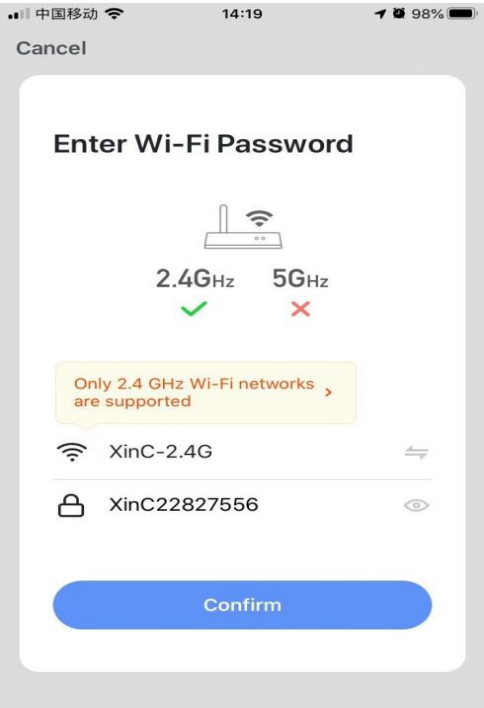 中国移动 14:19 98%
Cancel
Enter Wi-Fi Password
2.4GHz 5GHz
Only 2.4 GHz Wi-Fi networks
are supported
XinC-2.4G
XinC22827556
Confirm